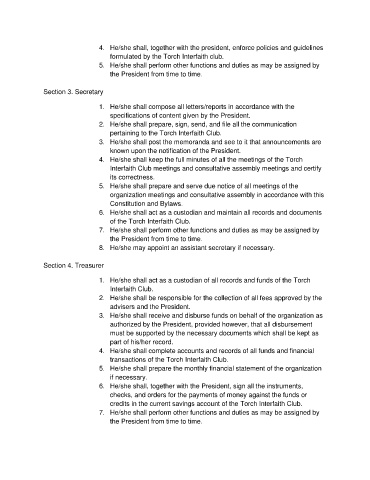 4. He/she shall, together with the president, enforce policies and guidelines
formulated by the Torch Interfaith club.
5. He/she shall perform other functions and duties as may be assigned by
the President from time to time.
Section 3. Secretary
1. He/she shall compose all letters/reports in accordance with the
specifications of content given by the President.
2. He/she shall prepare, sign, send, and file all the communication
pertaining to the Torch Interfaith Club.
3. He/she shall post the memoranda and see to it that announcements are
known upon the notification of the President.
4. He/she shall keep the full minutes of all the meetings of the Torch
Interfaith Club meetings and consultative assembly meetings and certify
its correctness.
5. He/she shall prepare and serve due notice of all meetings of the
organization meetings and consultative assembly in accordance with this
Constitution and Bylaws.
6. He/she shall act as a custodian and maintain all records and documents
of the Torch Interfaith Club.
7. He/she shall perform other functions and duties as may be assigned by
the President from time to time.
8. He/she may appoint an assistant secretary if necessary.
Section 4. Treasurer
1. He/she shall act as a custodian of all records and funds of the Torch
Interfaith Club.
2. He/she shall be responsible for the collection of all fees approved by the
advisers and the President.
3. He/she shall receive and disburse funds on behalf of the organization as
authorized by the President, provided however, that all disbursement
must be supported by the necessary documents which shall be kept as
part of his/her record.
4. He/she shall complete accounts and records of all funds and financial
transactions of the Torch Interfaith Club.
5. He/she shall prepare the monthly financial statement of the organization
if necessary.
6. He/she shall, together with the President, sign all the instruments,
checks, and orders for the payments of money against the funds or
credits in the current savings account of the Torch Interfaith Club.
7. He/she shall perform other functions and duties as may be assigned by
the President from time to time.